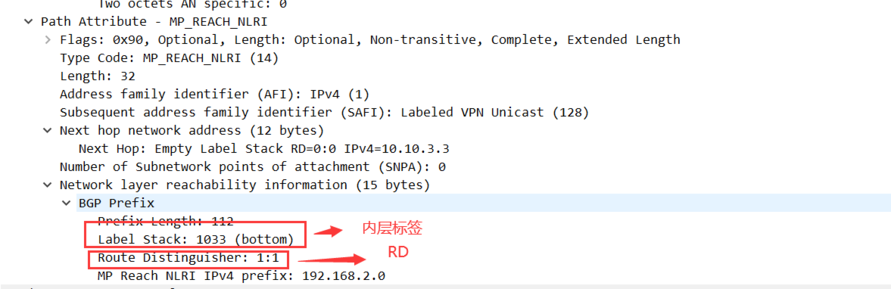 Two octets AN specific: 0
Path Attribute - MP_REACH_NLRI
Flags: 0x90, Optional, Length: Optional, Non-transitive, Complete, Extended Length
Type Code: MP_REACH_NLRI (14)
Length: 32
Address family identifier (AFI): IPv4 (1)
Subsequent address family identifier (SAFI): Labeled VPN Unicast (128)
Next hop network address (12 bytes)
Next Hop: Empty Label Stack RD=0:0 IPv4=10.10.3.3
Number of Subnetwork points of attachment (SNPA): 0
Network layer reachability information (15 bytes)
BGP Prefix
Prefix Length: 112
Label Stack: 1033 (bottom)
内层标签
Route Distinguisher: 1:1
RD
MP Reach NLRI IPv4 prefix: 192.168.2.0